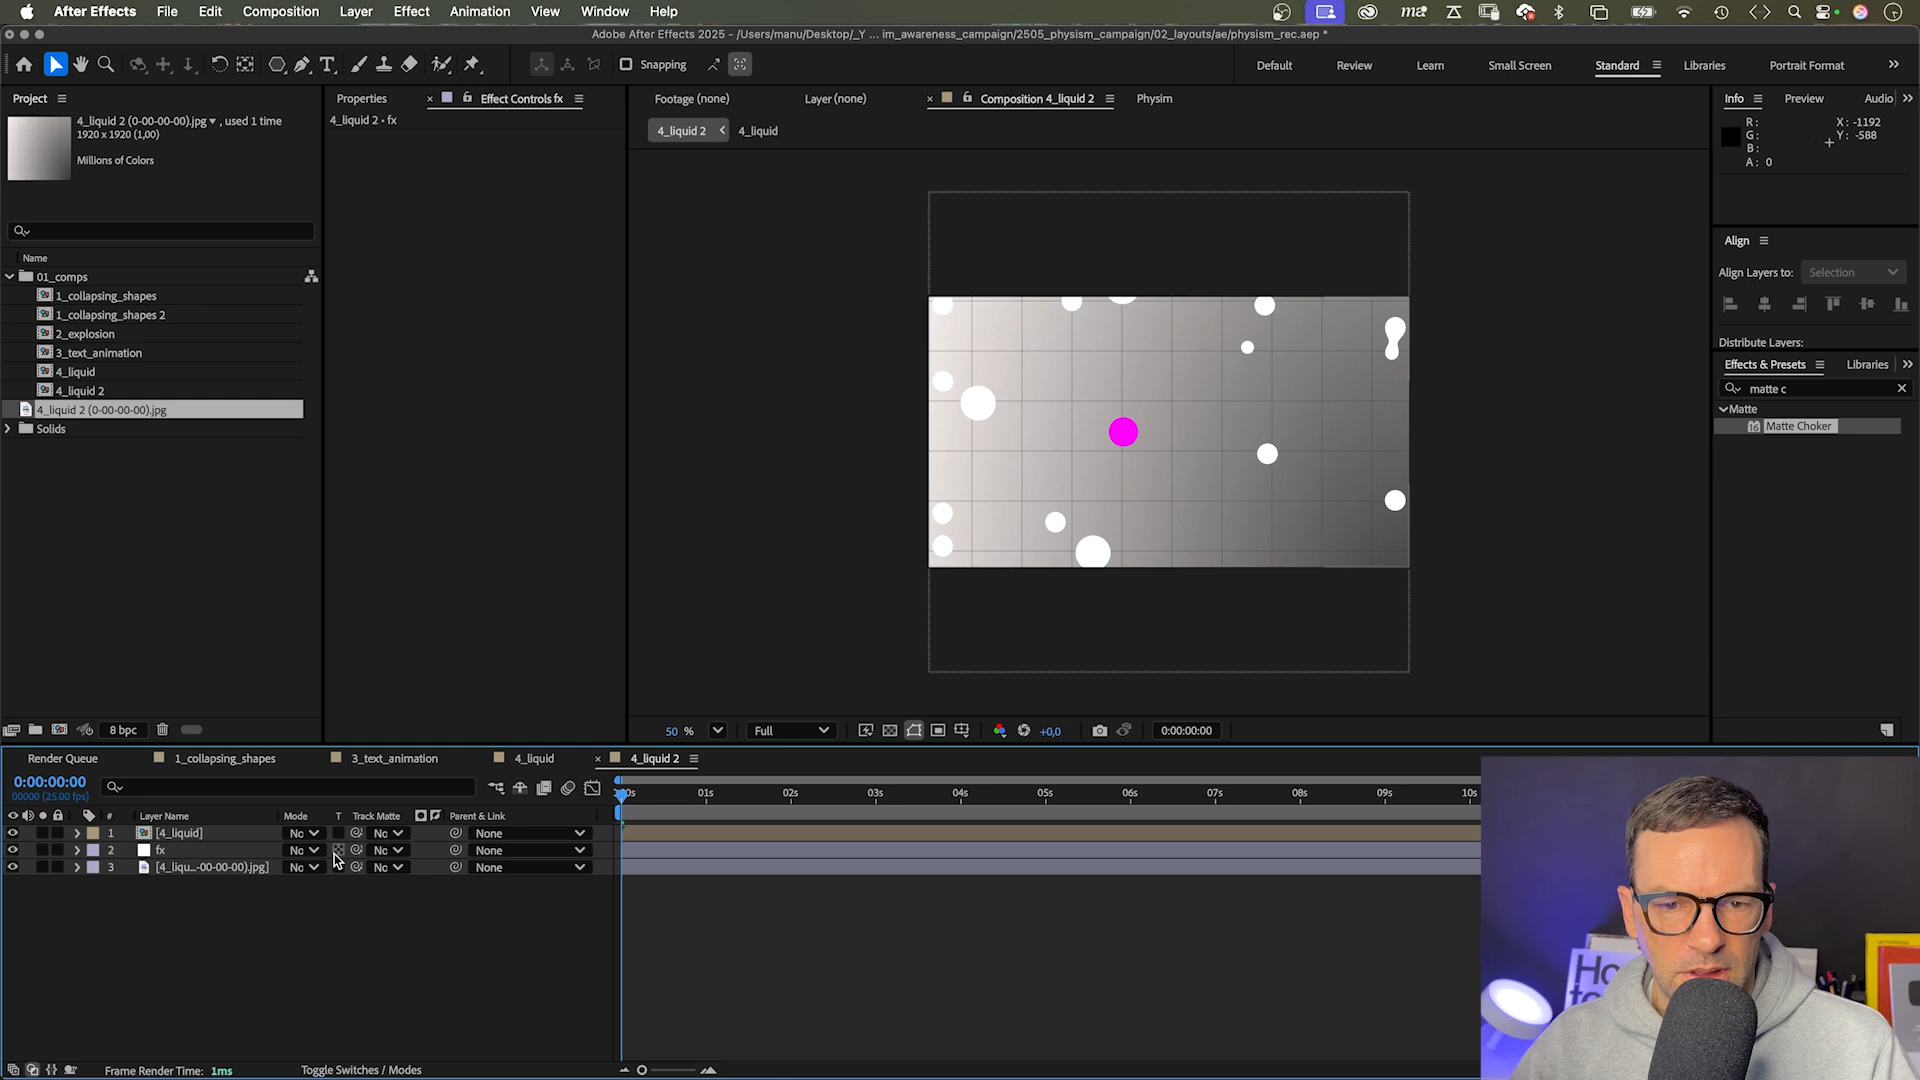 After Effects File Edit Composition Layer Effect Animation View Window Help
Adobe After Effects 2025 - /Users/manu/Desktop/_Y ... im_awareness_campaign/2505_physism_campaign/02_layouts/ae/physism_rec.aep *
Snapping
Default Review Learn Small Screen Standard Libraries Portrait Format
Project
4_liquid 2 (0-00-00-00).jpg , used 1 time
1920 x 1920 (1,00)
Millions of Colors
Name
01_comps
1_collapsing_shapes
1_collapsing_shapes 2
2_explosion
3_text_animation
4_liquid
4_liquid 2
4_liquid 2 (0-00-00-00).jpg
Solids
8 bpc
Properties Effect Controls fx
4_liquid 2 • fx
Footage (none) Layer (none) Composition 4_liquid 2 Physim
4_liquid 2 4_liquid
50 % Full +0,0 0:00:00:00
Info Preview Audio
R: X: -1192
G: Y: -588
B:
A: 0
Align
Align Layers to: Selection
Distribute Layers:
Effects & Presets Libraries
matte c
Matte
Matte Choker
Render Queue 1_collapsing_shapes 3_text_animation 4_liquid 4_liquid 2
0:00:00:00
00000 (25.00 fps)
01s 02s 03s 04s 05s 06s 07s 08s 09s 10s
# Layer Name Mode T Track Matte Parent & Link
1 [4_liquid] Nc Nc None
2 fx Nc Nc None
3 [4_liqu...-00-00-00).jpg] Nc Nc None
Frame Render Time: 1ms Toggle Switches / Modes